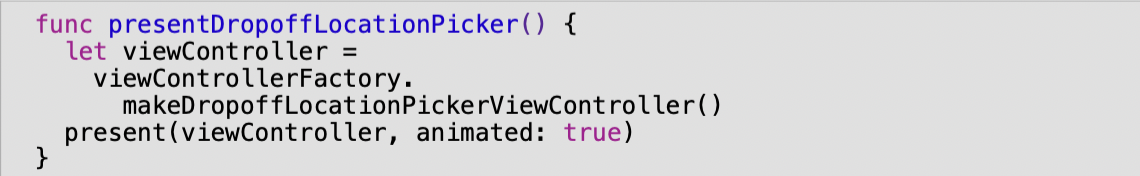 func presentDropoffLocationPicker() {
  let viewController =
    viewControllerFactory.
      makeDropoffLocationPickerViewController()
  present(viewController, animated: true)
}